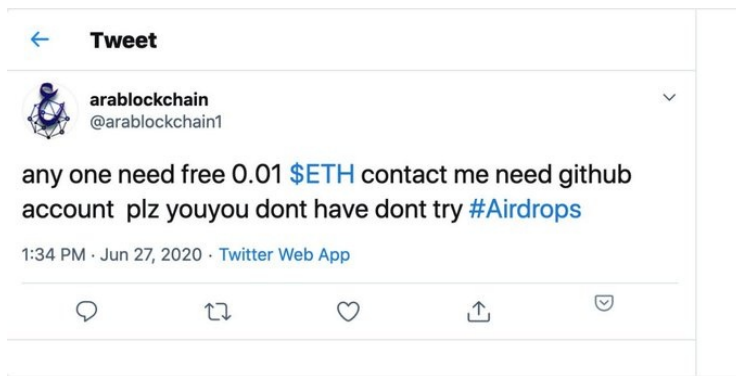 Tweet
arablockchain
@arablockchain1
any one need free 0.01 $ETH contact me need github
account plz youyou dont have dont try #Airdrops
1:34 PM · Jun 27, 2020 · Twitter Web App